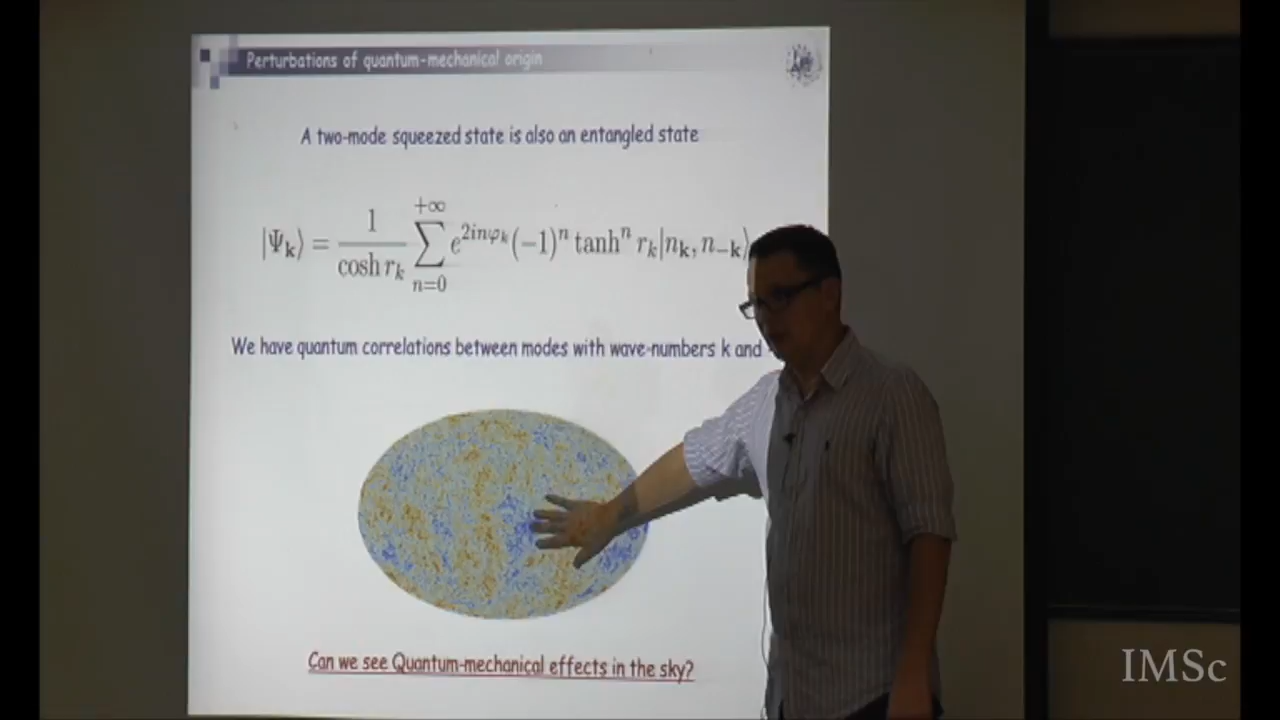 Perturbations of quantum-mechanical origin
A two-mode squeezed state is also an entangled state
|Ψ_k⟩ = 1/cosh r_k ∑_{n=0}^{+∞} e^{2inφ_k} (−1)^n tanh^n r_k |n_k, n_{−k}⟩
We have quantum correlations between modes with wave-numbers k and
Can we see Quantum-mechanical effects in the sky?
IMSc